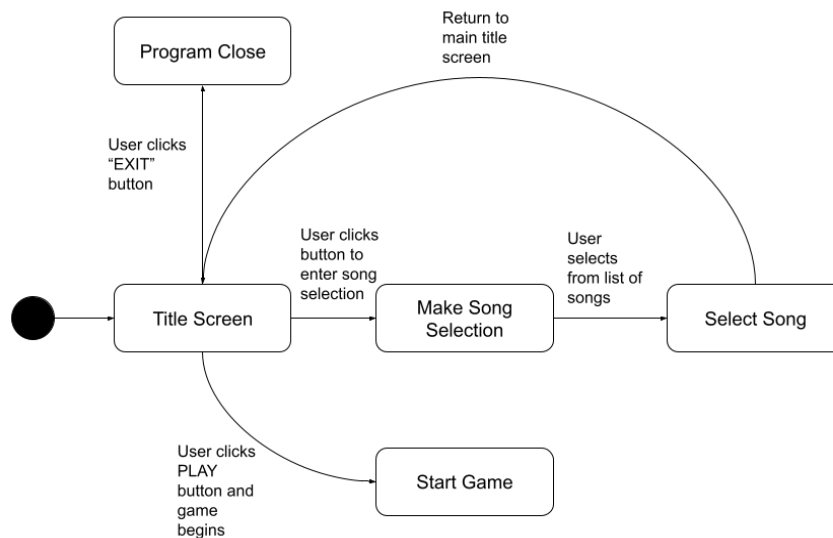 Return to
main title
screen
Program Close
User clicks
“EXIT”
button
User clicks
button to
enter song
selection
User
selects
from list of
songs
Title Screen
Make Song
Selection
Select Song
User clicks
PLAY
button and
game
begins
Start Game